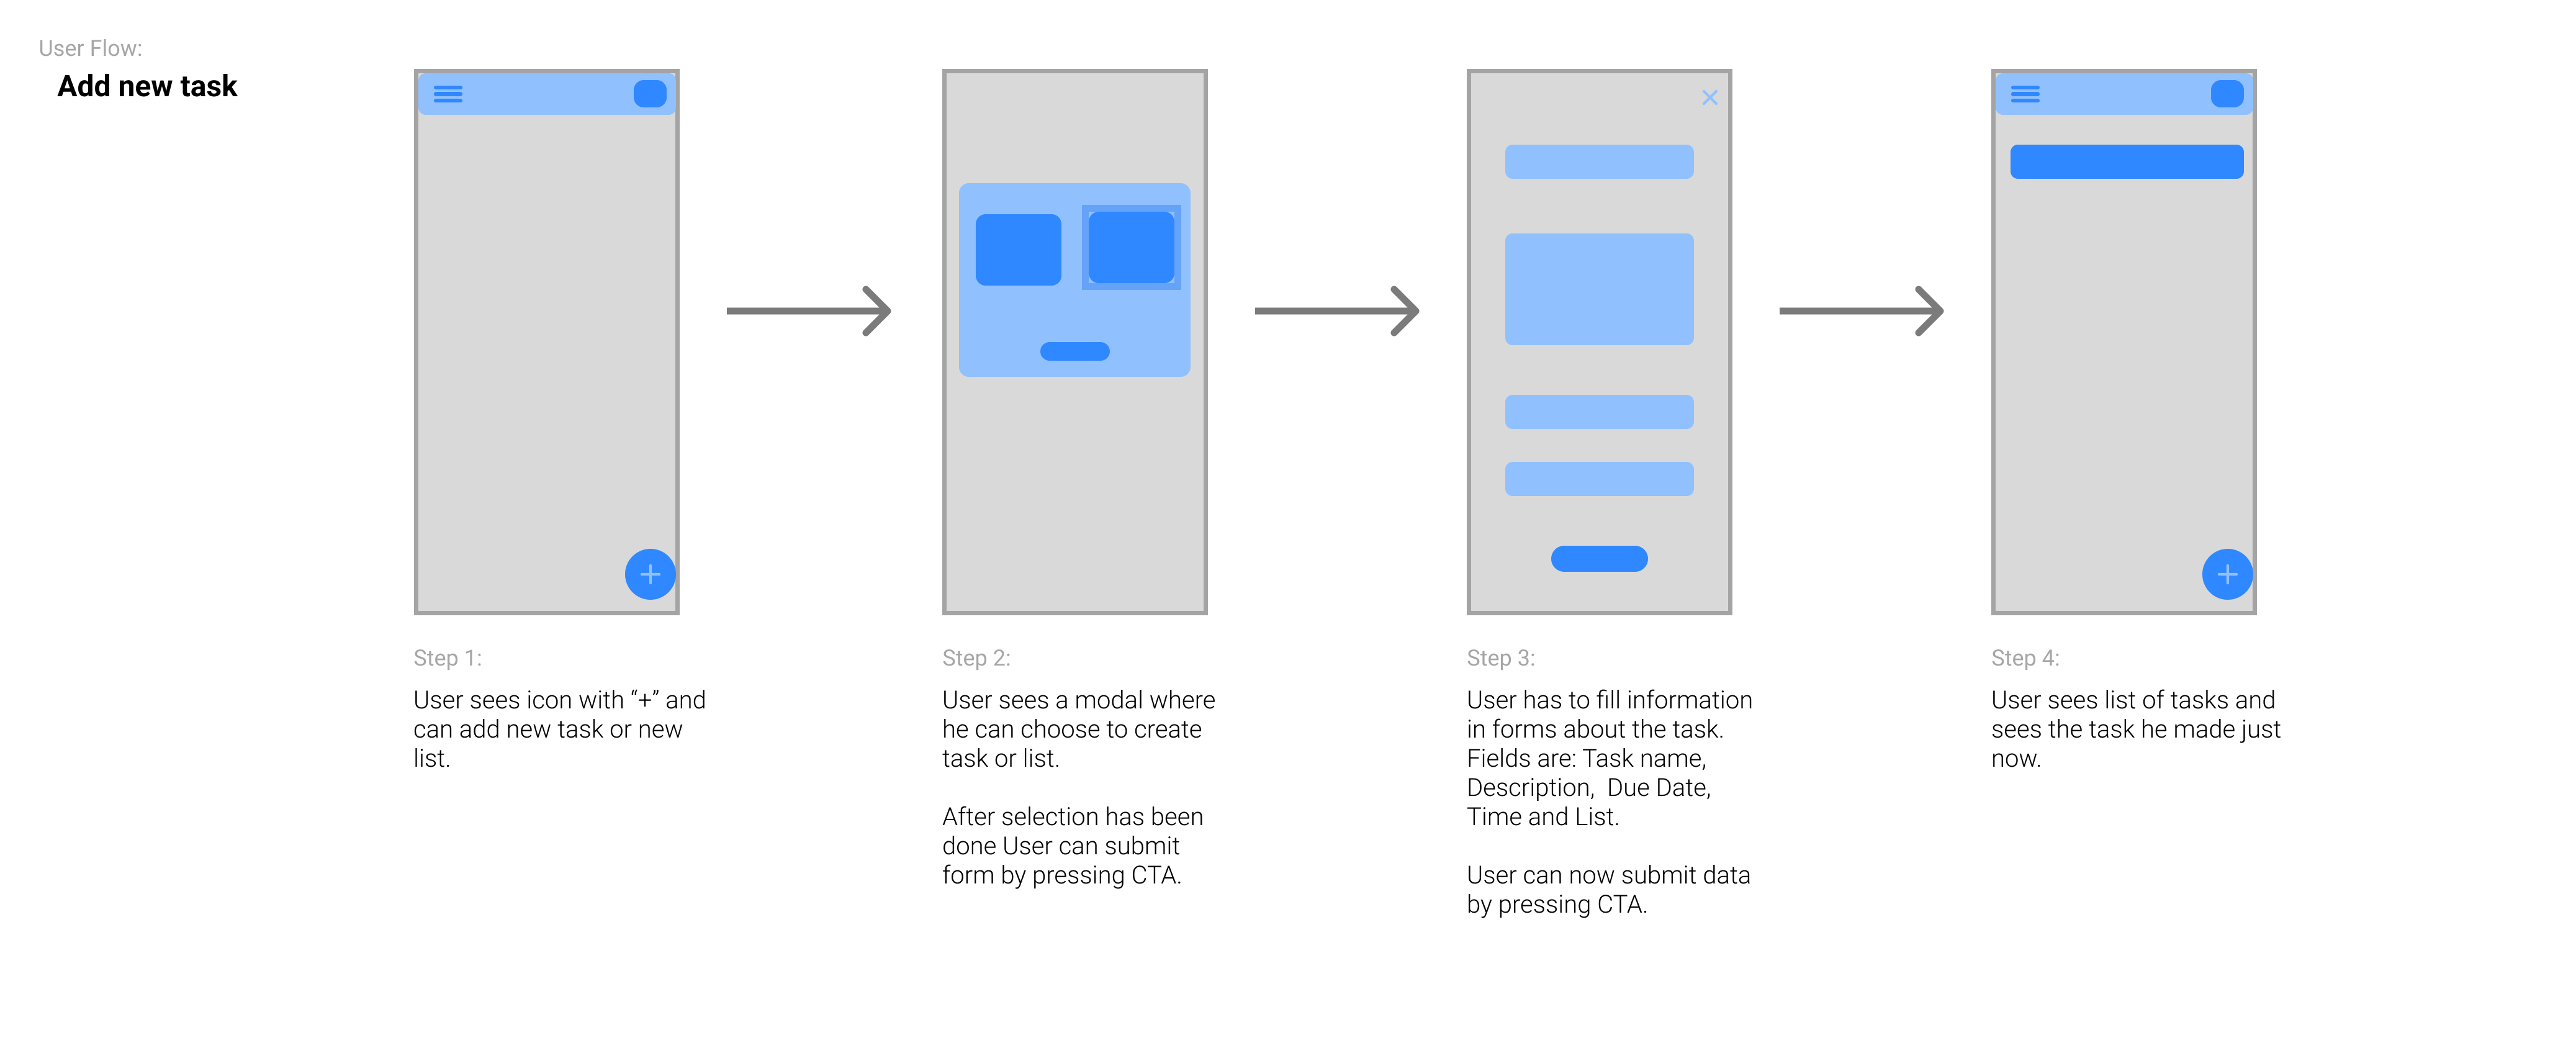 User Flow:
Add new task
Step 1:
User sees icon with “+” and
can add new task or new
list.
Step 2:
User sees a modal where
he can choose to create
task or list.
After selection has been
done User can submit
form by pressing CTA.
Step 3:
User has to fill information
in forms about the task.
Fields are: Task name,
Description,  Due Date,
Time and List.
User can now submit data
by pressing CTA.
Step 4:
User sees list of tasks and
sees the task he made just
now.